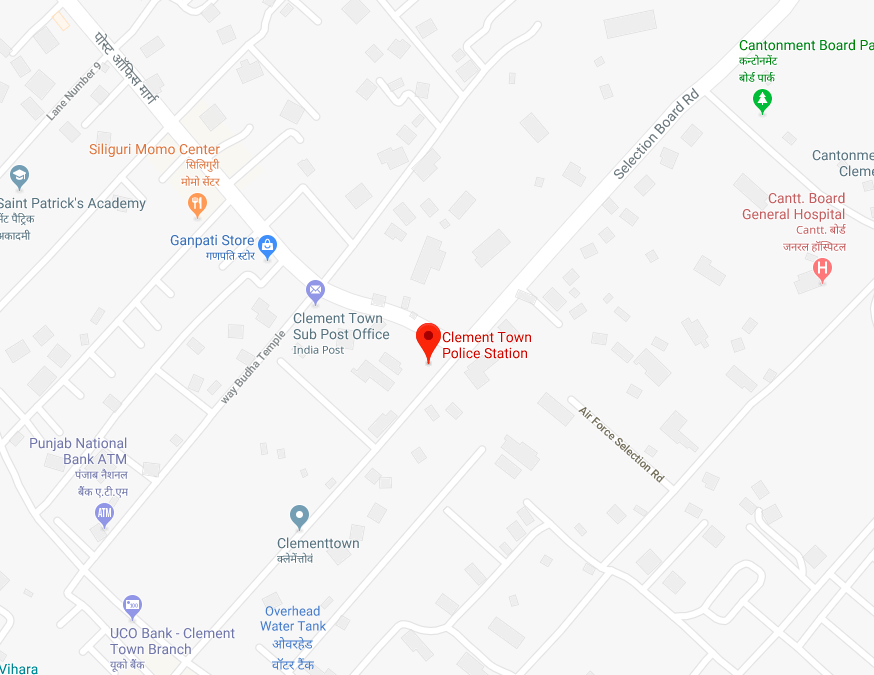 Cantonment Board Pa
कन्टोनमेंट
बोर्ड पार्क
पोस्ट ऑफिस मार्ग
Lane Number 9
Selection Board Rd
Siliguri Momo Center
सिलिगुरी
मोमो सेंटर
Cantonme
Cleme
Saint Patrick's Academy
सेंट पैट्रिक
अकादमी
Cantt. Board
General Hospital
Cantt. बोर्ड
जनरल हॉस्पिटल
Ganpati Store
गणपति स्टोर
Clement Town
Sub Post Office
India Post
Clement Town
Police Station
way Budha Temple
Air Force Selection Rd
Punjab National
Bank ATM
पंजाब नैशनल
बैंक ए.टी.एम
ATM
Clementtown
क्लेमेंत्तोवं
UCO Bank - Clement
Town Branch
यूको बैंक
Overhead
Water Tank
ओवरहेड
वॉटर टैंक
Vihara